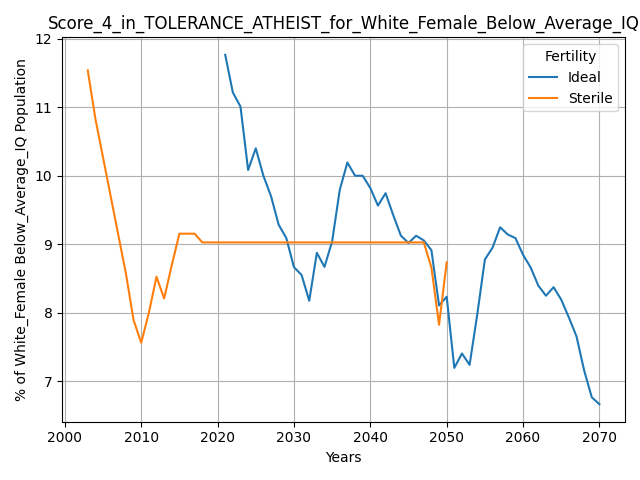 Score_4_in_TOLERANCE_ATHEIST_for_White_Female_Below_Average_IQ
% of White_Female Below_Average_IQ Population
12
11
10
9
8
7
Fertility
Ideal
Sterile
2000 2010 2020 2030 2040 2050 2060 2070
Years